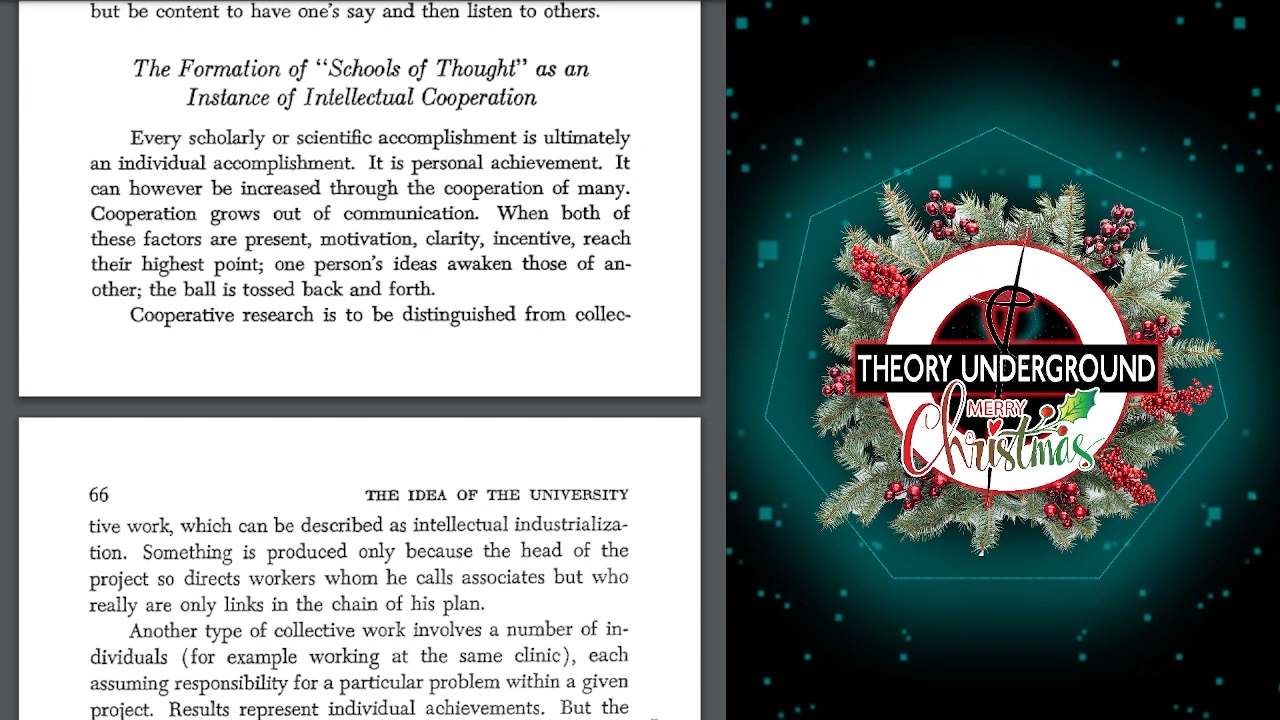 but be content to have one's say and then listen to others.
The Formation of “Schools of Thought” as an
Instance of Intellectual Cooperation
Every scholarly or scientific accomplishment is ultimately
an individual accomplishment. It is personal achievement. It
can however be increased through the cooperation of many.
Cooperation grows out of communication. When both of
these factors are present, motivation, clarity, incentive, reach
their highest point; one person's ideas awaken those of an-
other; the ball is tossed back and forth.
Cooperative research is to be distinguished from collec-
66 THE IDEA OF THE UNIVERSITY
tive work, which can be described as intellectual industrializa-
tion. Something is produced only because the head of the
project so directs workers whom he calls associates but who
really are only links in the chain of his plan.
Another type of collective work involves a number of in-
dividuals (for example working at the same clinic), each
assuming responsibility for a particular problem within a given
project. Results represent individual achievements. But the
THEORY UNDERGROUND
MERRY
Christmas